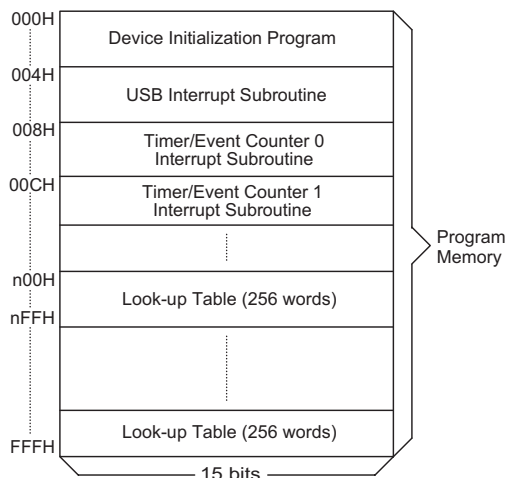 000H
Device Initialization Program
004H
USB Interrupt Subroutine
008H
Timer/Event Counter 0
Interrupt Subroutine
00CH
Timer/Event Counter 1
Interrupt Subroutine
Program
Memory
n00H
Look-up Table (256 words)
nFFH
Look-up Table (256 words)
FFFH
15 bits